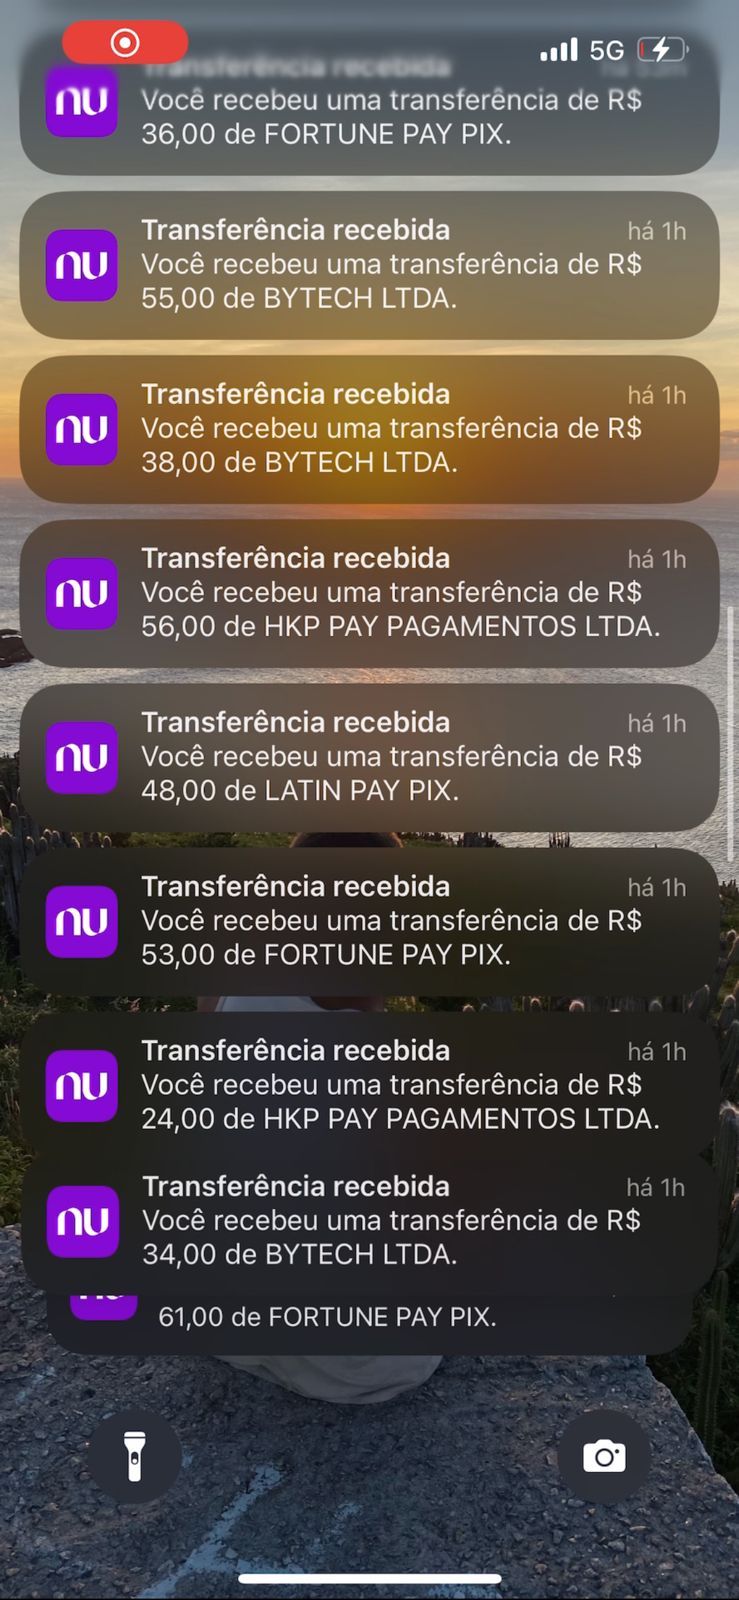 5G
Transferência recebida
nu
Você recebeu uma transferência de R$
36,00 de FORTUNE PAY PIX.
Transferência recebida
há 1h
nu
Você recebeu uma transferência de R$
55,00 de BYTECH LTDA.
Transferência recebida
há 1h
nu
Você recebeu uma transferência de R$
38,00 de BYTECH LTDA.
Transferência recebida
há 1h
nu
Você recebeu uma transferência de R$
56,00 de HKP PAY PAGAMENTOS LTDA.
Transferência recebida
há 1h
nu
Você recebeu uma transferência de R$
48,00 de LATIN PAY PIX.
Transferência recebida
há 1h
nu
Você recebeu uma transferência de R$
53,00 de FORTUNE PAY PIX.
Transferência recebida
há 1h
nu
Você recebeu uma transferência de R$
24,00 de HKP PAY PAGAMENTOS LTDA.
Transferência recebida
há 1h
nu
Você recebeu uma transferência de R$
34,00 de BYTECH LTDA.
61,00 de FORTUNE PAY PIX.